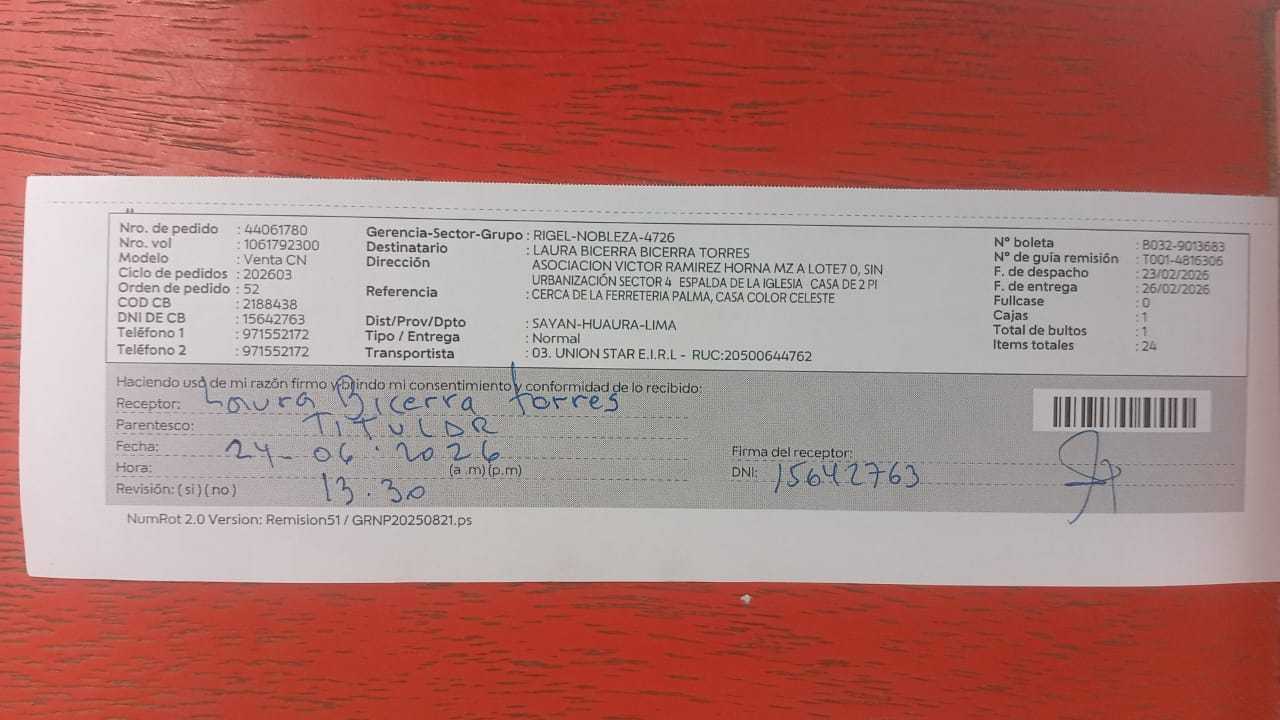 Nro. de pedido : 44061780
Nro. vol : 1061792300
Modelo : Venta CN
Ciclo de pedidos : 202603
Orden de pedido : 52
COD CB : 2188438
DNI DE CB : 15642763
Teléfono 1 : 971552172
Teléfono 2 : 971552172
Gerencia-Sector-Grupo : RIGEL-NOBLEZA-4726
Destinatario : LAURA BICERRA BICERRA TORRES
Dirección ASOCIACION VICTOR RAMIREZ HORNA MZ A LOTE7 0, SIN
URBANIZACIÓN SECTOR 4 ESPALDA DE LA IGLESIA CASA DE 2 PI
Referencia : CERCA DE LA FERRETERIA PALMA, CASA COLOR CELESTE
Dist/Prov/Dpto : SAYAN-HUAURA-LIMA
Tipo / Entrega : Normal
Transportista : 03. UNION STAR E.I.R.L - RUC:20500644762
N° boleta : B032-9013683
N° de guía remisión : T001-4816306
F. de despacho : 23/02/2026
F. de entrega : 26/02/2026
Fullcase : 0
Cajas : 1
Total de bultos : 1
Items totales : 24
Haciendo uso de mi razón firmo y brindo mi consentimiento y conformidad de lo recibido:
Receptor: Laura Bicerra Torres
Parentesco: TITULAR
Fecha: 24-06.2026
Hora: 13.30 (a.m)(p.m)
Revisión: ( si ) ( no )
Firma del receptor:
DNI: 15642763
NumRot 2.0 Version: Remision51 / GRNP20250821.ps